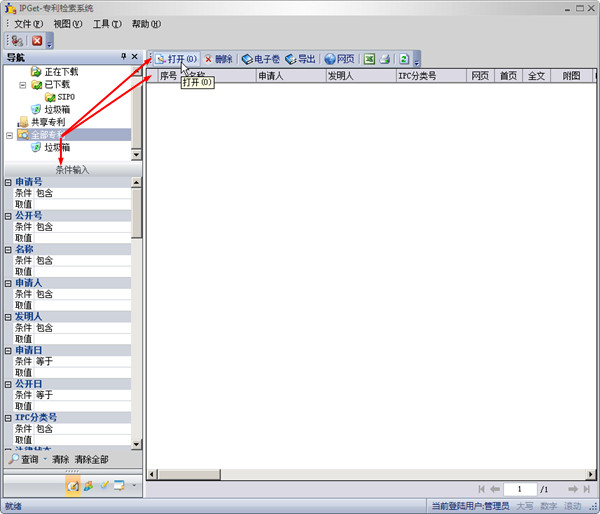 IPGet-专利检索系统
文件(F) 视图(V) 工具(T) 帮助(H)
导航
打开(O) 删除 电子卷 导出 网页
正在下载
已下载
SIPO
垃圾箱
共享专利
全部专利
垃圾箱
序号 名称 申请人 发明人 IPC分类号 网页 首页 全文 附图
打开(O)
条件输入
申请号
条件 包含
取值
公开号
条件 包含
取值
名称
条件 包含
取值
申请人
条件 包含
取值
发明人
条件 包含
取值
申请日
条件 等于
取值
公开日
条件 等于
取值
IPC分类号
条件 包含
取值
法律状态
查询 清除 清除全部
1 /1
就绪
当前登陆用户:管理员 大写 数字 滚动